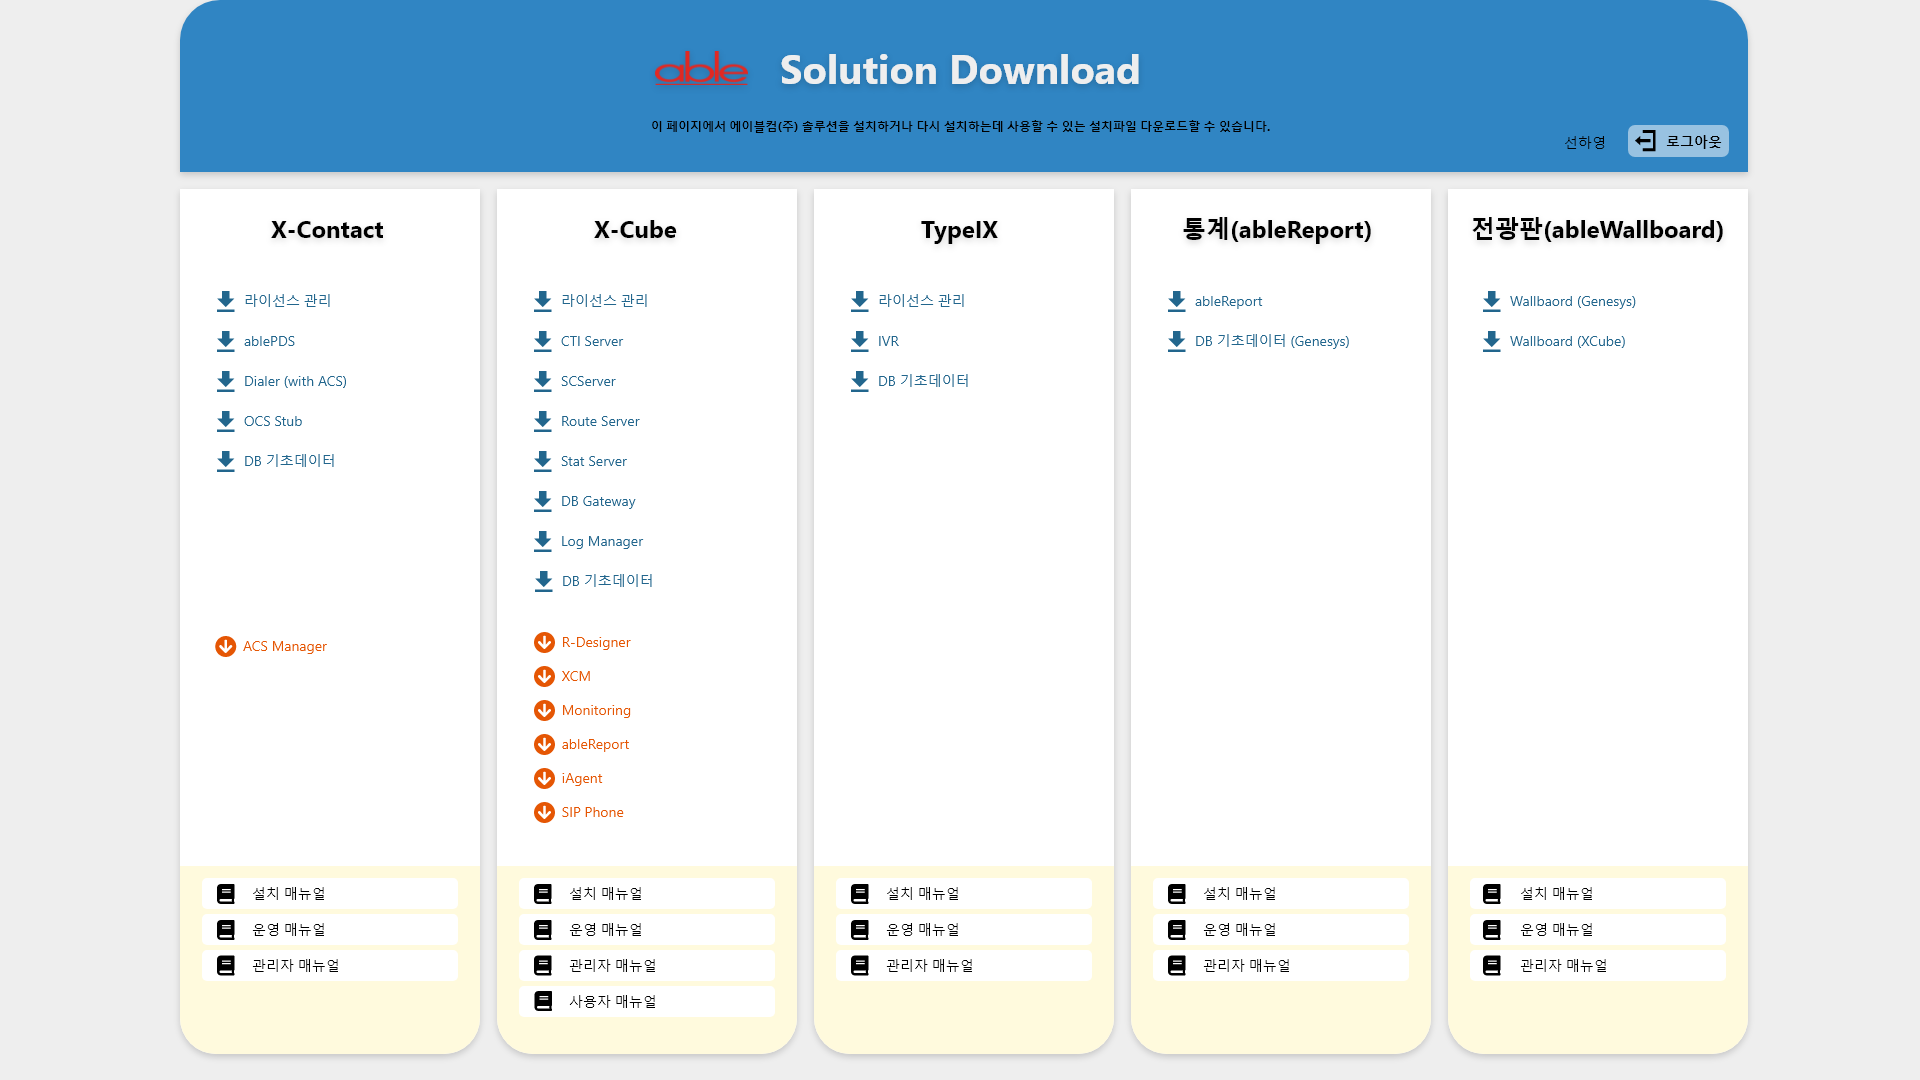 able Solution Download
이 페이지에서 에이블컴(주) 솔루션을 설치하거나 다시 설치하는데 사용할 수 있는 설치파일 다운로드할 수 있습니다.
선하영 로그아웃
X-Contact
라이선스 관리
ablePDS
Dialer (with ACS)
OCS Stub
DB 기초데이터
ACS Manager
설치 매뉴얼
운영 매뉴얼
관리자 매뉴얼
X-Cube
라이선스 관리
CTI Server
SCServer
Route Server
Stat Server
DB Gateway
Log Manager
DB 기초데이터
R-Designer
XCM
Monitoring
ableReport
iAgent
SIP Phone
설치 매뉴얼
운영 매뉴얼
관리자 매뉴얼
사용자 매뉴얼
TypeIX
라이선스 관리
IVR
DB 기초데이터
설치 매뉴얼
운영 매뉴얼
관리자 매뉴얼
통계(ableReport)
ableReport
DB 기초데이터 (Genesys)
설치 매뉴얼
운영 매뉴얼
관리자 매뉴얼
전광판(ableWallboard)
Wallbaord (Genesys)
Wallboard (XCube)
설치 매뉴얼
운영 매뉴얼
관리자 매뉴얼